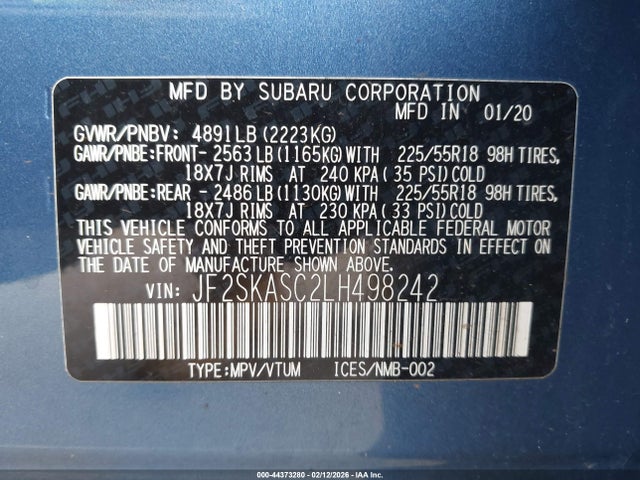 MFD BY SUBARU CORPORATION
MFD IN 01/20
GVWR/PNBV: 4891LB (2223KG)
GAWR/PNBE:FRONT- 2563LB (1165KG)WITH 225/55R18 98H TIRES,
18X7J RIMS AT 240 KPA( 35 PSI)COLD
GAWR/PNBE:REAR - 2486LB (1130KG)WITH 225/55R18 98H TIRES,
18X7J RIMS AT 230 KPA( 33 PSI)COLD
THIS VEHICLE CONFORMS TO ALL APPLICABLE FEDERAL MOTOR
VEHICLE SAFETY AND THEFT PREVENTION STANDARDS IN EFFECT ON
THE DATE OF MANUFACTURE SHOWN ABOVE.
VIN: JF2SKASC2LH498242
TYPE:MPV/VTUM ICES/NMB-002
000-44373280 - 02/12/2026 - IAA Inc.